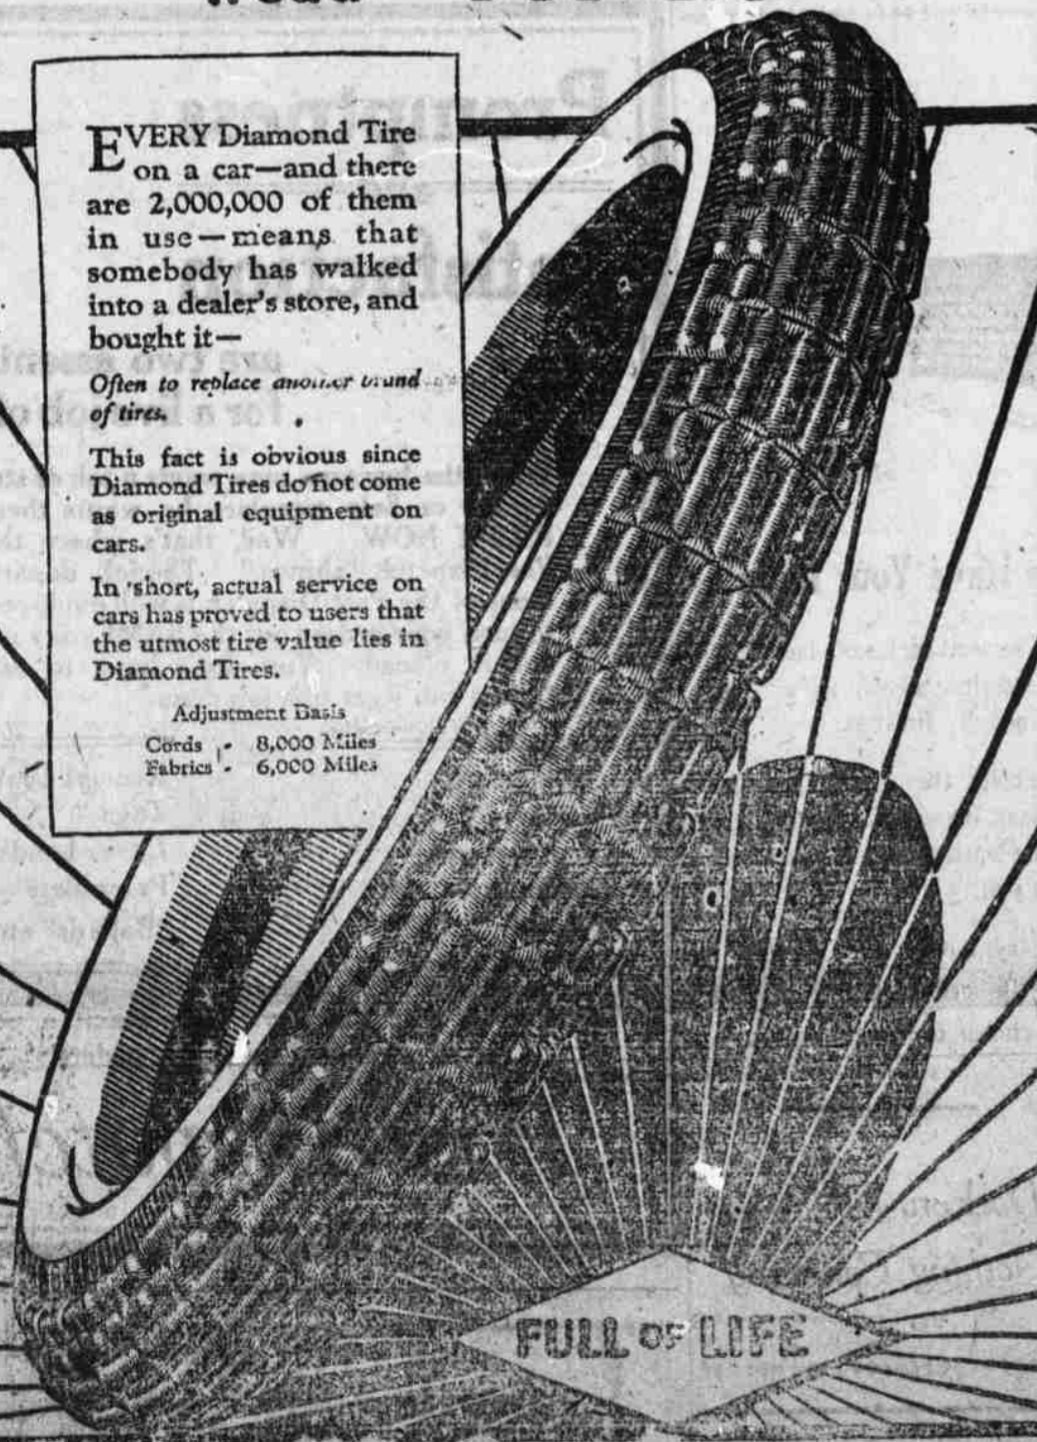 EVERY Diamond Tire
on a car—and there
are 2,000,000 of them
in use—means that
somebody has walked
into a dealer's store, and
bought it—
Often to replace another brand
of tires.
This fact is obvious since
Diamond Tires do not come
as original equipment on
cars.
In short, actual service on
cars has proved to users that
the utmost tire value lies in
Diamond Tires.
Adjustment Basis
Cords - 8,000 Miles
Fabrics - 6,000 Miles
FULL OF LIFE